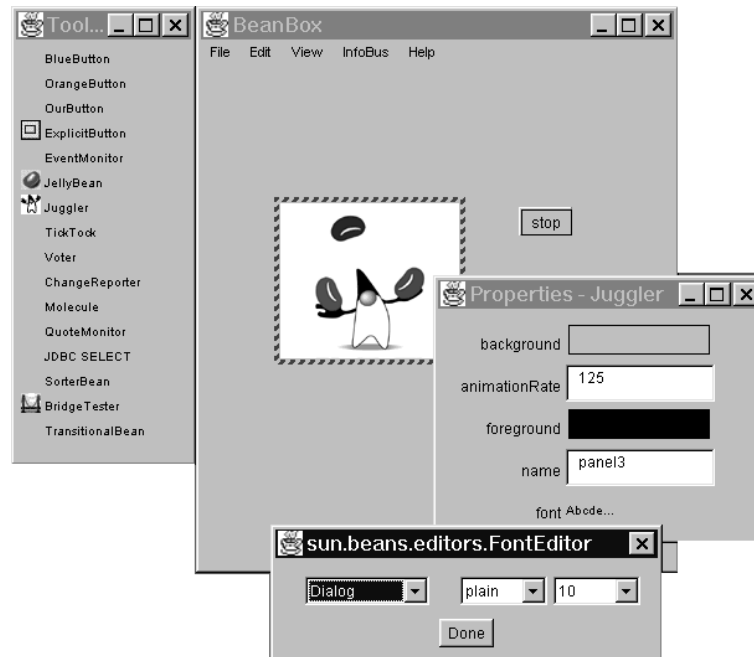 Tool...
BlueButton
OrangeButton
OurButton
ExplicitButton
EventMonitor
JellyBean
Juggler
TickTock
Voter
ChangeReporter
Molecule
QuoteMonitor
JDBC SELECT
SorterBean
BridgeTester
TransitionalBean
BeanBox
File Edit View InfoBus Help
stop
Properties - Juggler
background
animationRate 125
foreground
name panel3
font Abcde...
sun.beans.editors.FontEditor
Dialog plain 10
Done